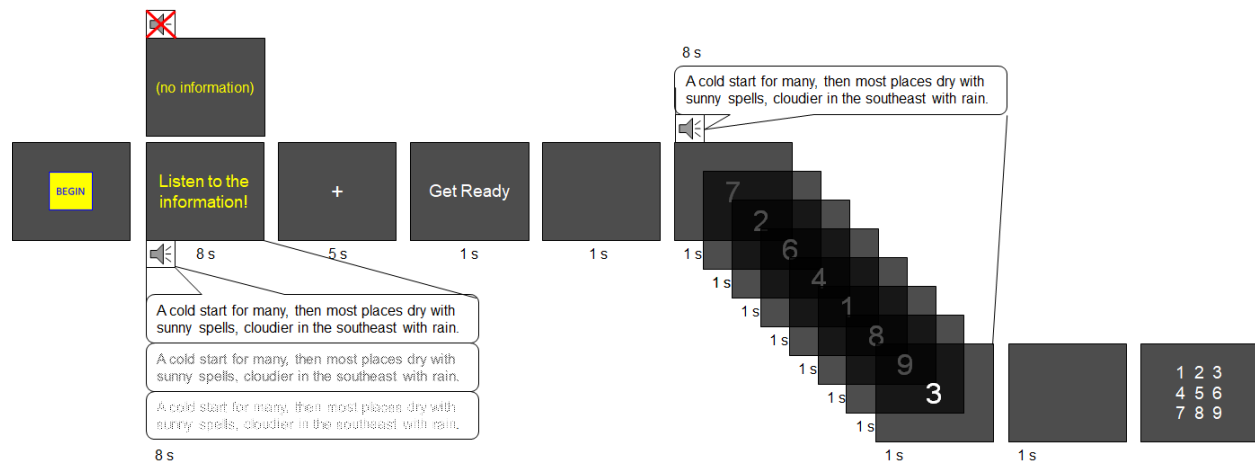 (no information)
BEGIN
Listen to the
information!
8 s
A cold start for many, then most places dry with
sunny spells, cloudier in the southeast with rain.
A cold start for many, then most places dry with
sunny spells, cloudier in the southeast with rain.
A cold start for many, then most places dry with
sunny spells, cloudier in the southeast with rain.
8 s
+
5 s
Get Ready
1 s
1 s
8 s
A cold start for many, then most places dry with
sunny spells, cloudier in the southeast with rain.
1 s
7
1 s
2
1 s
6
1 s
4
1 s
1
1 s
8
1 s
9
3
1 s
1 s
1 2 3
4 5 6
7 8 9